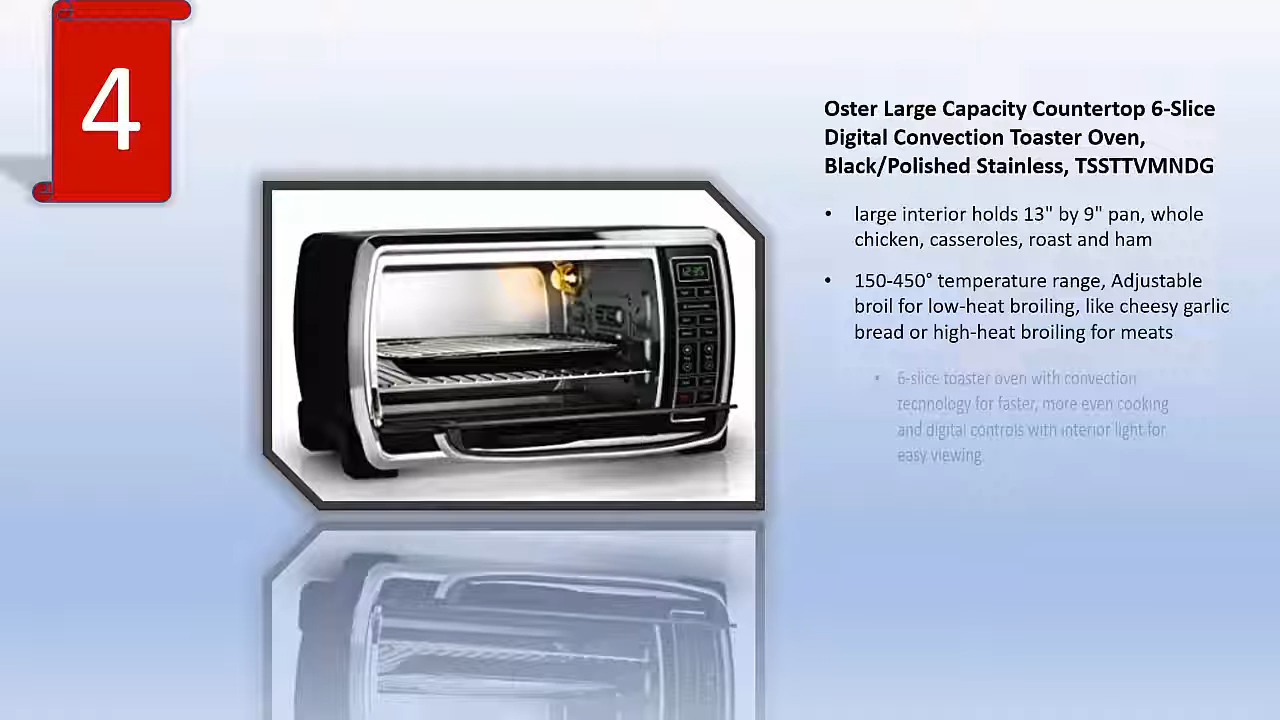 4
Oster Large Capacity Countertop 6-Slice
Digital Convection Toaster Oven,
Black/Polished Stainless, TSSTTVMNDG
• large interior holds 13" by 9" pan, whole
chicken, casseroles, roast and ham
• 150-450° temperature range, Adjustable
broil for low-heat broiling, like cheesy garlic
bread or high-heat broiling for meats
• 6-slice toaster oven with convection
technology for faster, more even cooking
and digital controls with interior light for
easy viewing
12:35